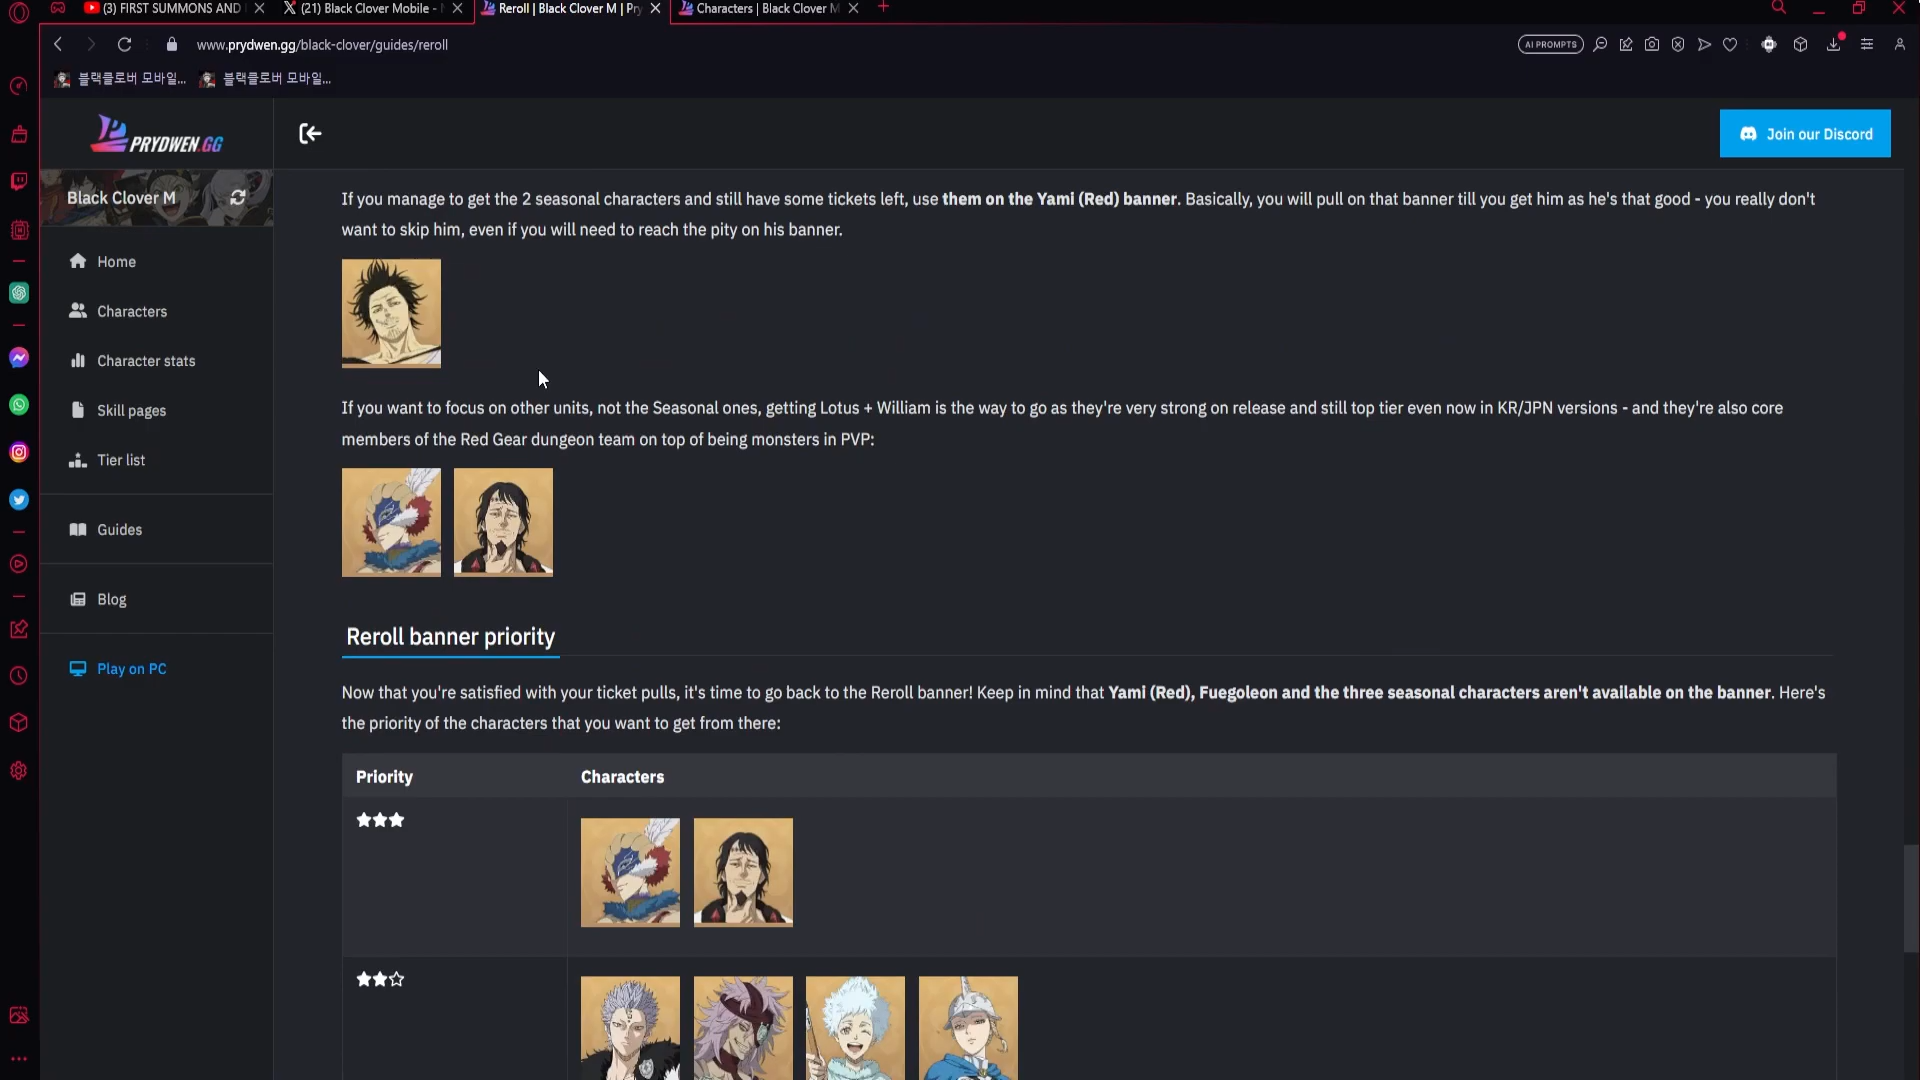 (3) FIRST SUMMONS AND
(21) Black Clover Mobile -
Reroll | Black Clover M | Pry
Characters | Black Clover M
www.prydwen.gg/black-clover/guides/reroll
AI PROMPTS
블랙클로버 모바일...
블랙클로버 모바일...
PRYDWEN.GG
Join our Discord
Black Clover M
Home
Characters
Character stats
Skill pages
Tier list
Guides
Blog
Play on PC
If you manage to get the 2 seasonal characters and still have some tickets left, use them on the Yami (Red) banner. Basically, you will pull on that banner till you get him as he's that good - you really don't
want to skip him, even if you will need to reach the pity on his banner.
If you want to focus on other units, not the Seasonal ones, getting Lotus + William is the way to go as they're very strong on release and still top tier even now in KR/JPN versions - and they're also core
members of the Red Gear dungeon team on top of being monsters in PVP:
Reroll banner priority
Now that you're satisfied with your ticket pulls, it's time to go back to the Reroll banner! Keep in mind that Yami (Red), Fuegoleon and the three seasonal characters aren't available on the banner. Here's
the priority of the characters that you want to get from there:
Priority
Characters